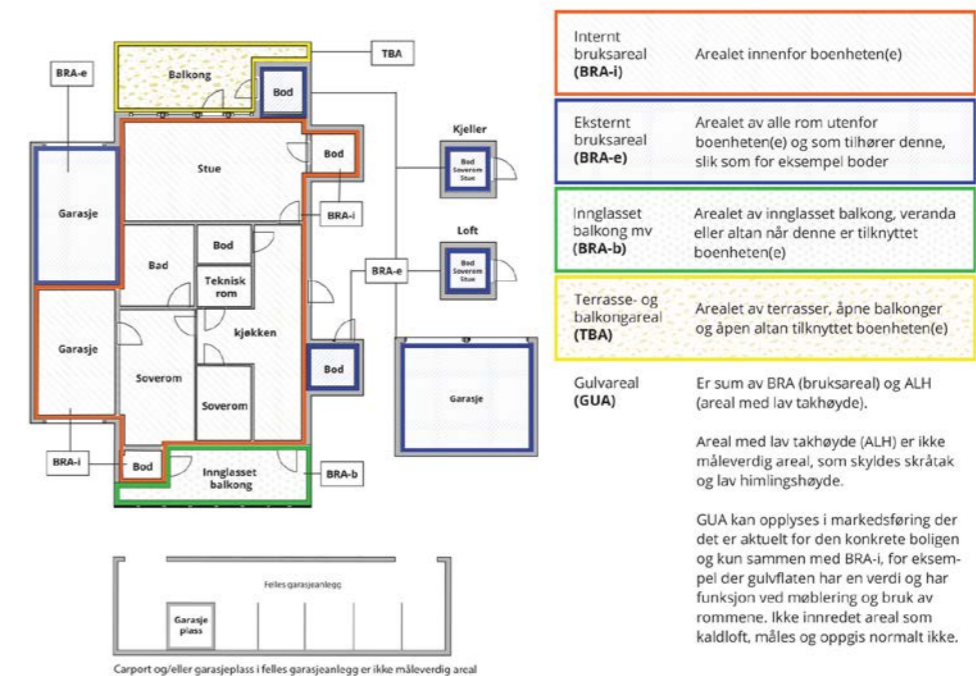 TBA
BRA-e
Balkong
Bod
Kjeller
Bod
Soverom
Stue
Stue
Bod
BRA-i
Garasje
Loft
Bod
Soverom
Stue
Bad
Bod
BRA-e
Teknisk
rom
kjøkken
Garasje
Soverom
Bod
Soverom
Garasje
BRA-i
Bod
Innglasset
balkong
BRA-b
Felles garasjeanlegg
Garasje
plass
Carport og/eller garasjeplass i felles garasjeanlegg er ikke måleverdig areal
Internt
bruksareal
(BRA-i)
Arealet innenfor boenheten(e)
Eksternt
bruksareal
(BRA-e)
Arealet av alle rom utenfor
boenheten(e) og som tilhører denne,
slik som for eksempel boder
Innglasset
balkong mv
(BRA-b)
Arealet av innglasset balkong, veranda
eller altan når denne er tilknyttet
boenheten(e)
Terrasse- og
balkongareal
(TBA)
Arealet av terrasser, åpne balkonger
og åpen altan tilknyttet boenheten(e)
Gulvareal
(GUA)
Er sum av BRA (bruksareal) og ALH
(areal med lav takhøyde).
Areal med lav takhøyde (ALH) er ikke
måleverdig areal, som skyldes skråtak
og lav himlingshøyde.
GUA kan opplyses i markedsføring der
det er aktuelt for den konkrete boligen
og kun sammen med BRA-i, for eksem-
pel der gulvflaten har en verdi og har
funksjon ved møblering og bruk av
rommene. Ikke innredet areal som
kaldloft, måles og oppgis normalt ikke.